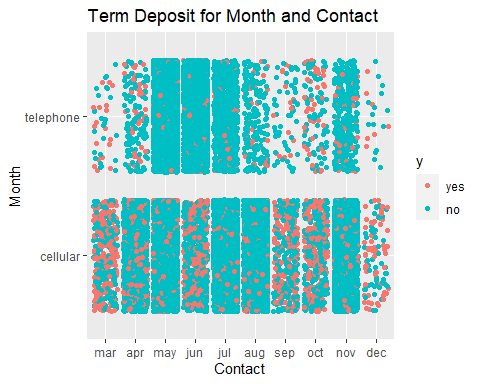 Term Deposit for Month and Contact
Month
telephone
cellular
mar apr may jun jul aug sep oct nov dec
Contact
y
yes
no